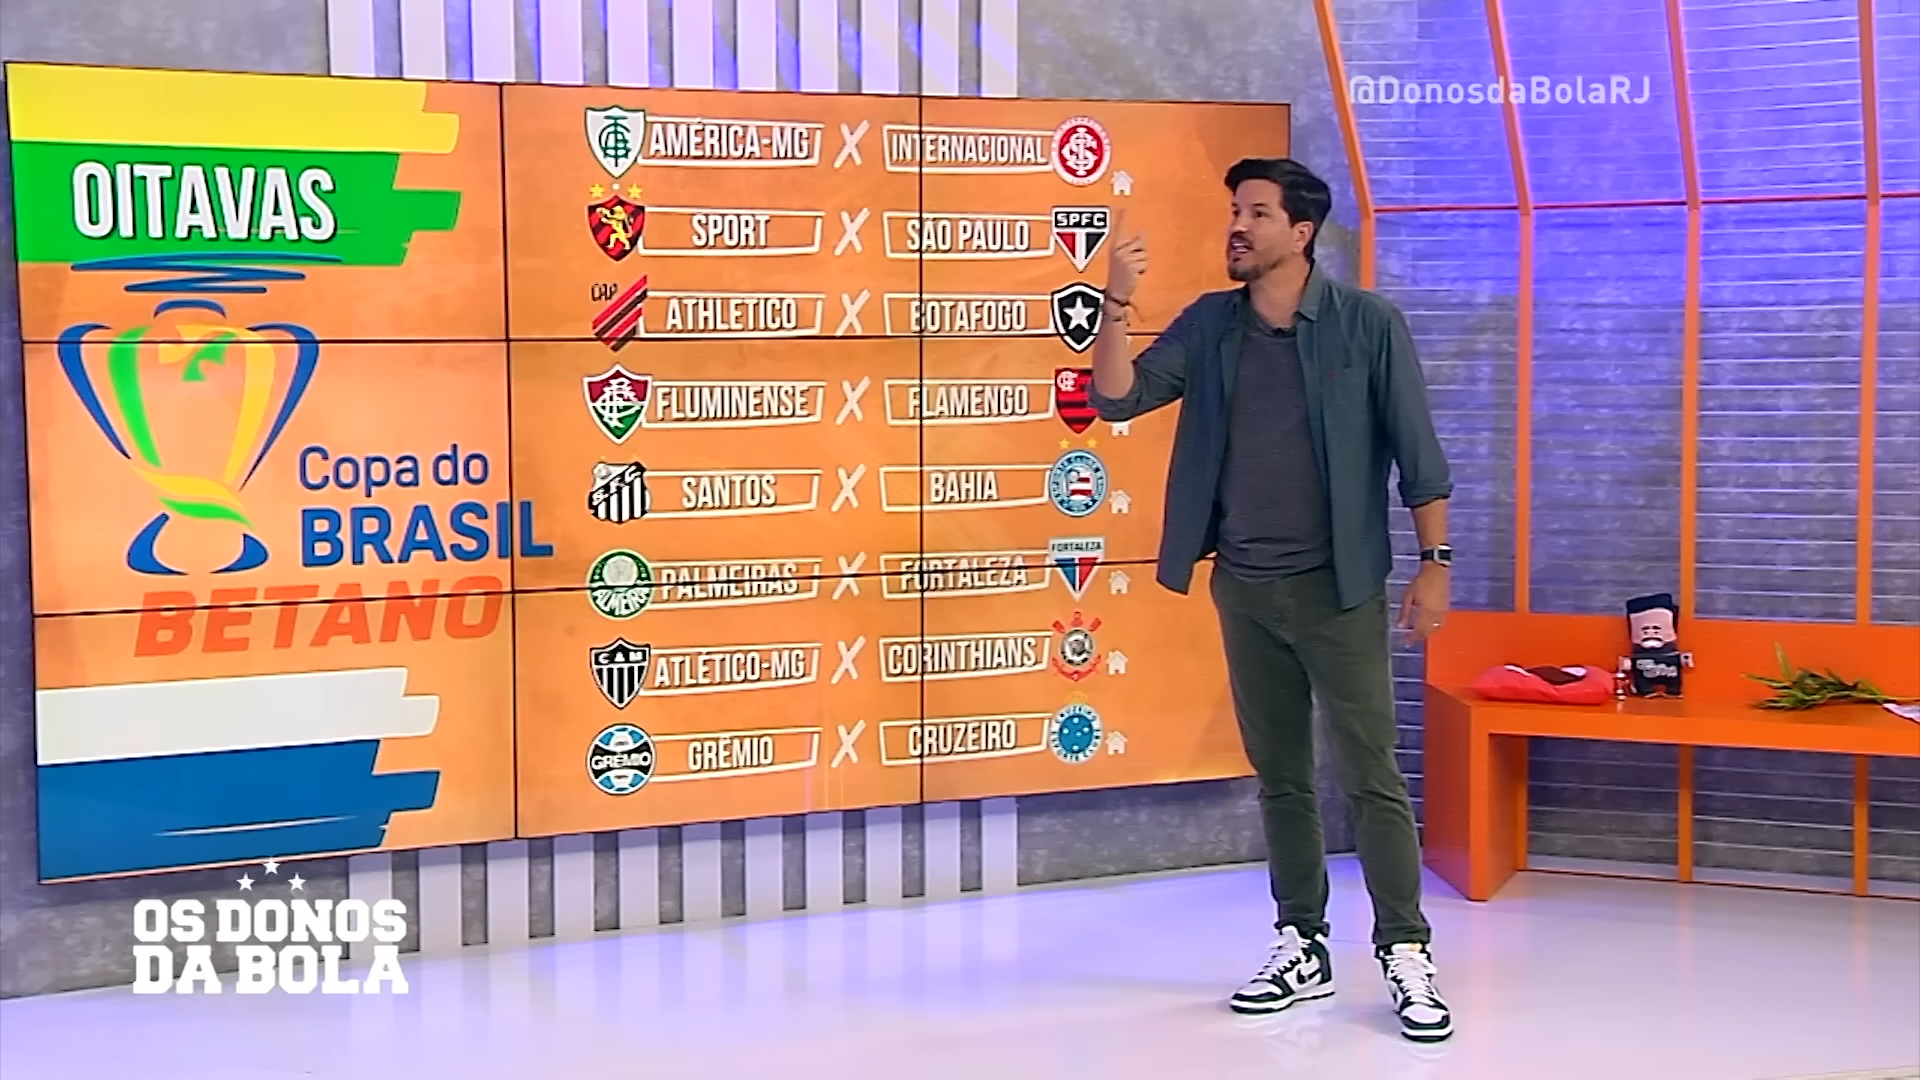 @DonosdaBolaRJ
OITAVAS
Copa do
BRASIL
BETANO
AMÉRICA-MG X INTERNACIONAL
SPORT X SÃO PAULO
SPFC
CAP
ATHLETICO X BOTAFOGO
FLUMINENSE X FLAMENGO
SANTOS X BAHIA
PALMEIRAS X FORTALEZA
FORTALEZA
CAM
ATLÉTICO-MG X CORINTHIANS
GRÊMIO
GRÊMIO X CRUZEIRO
OS DONOS
DA BOLA